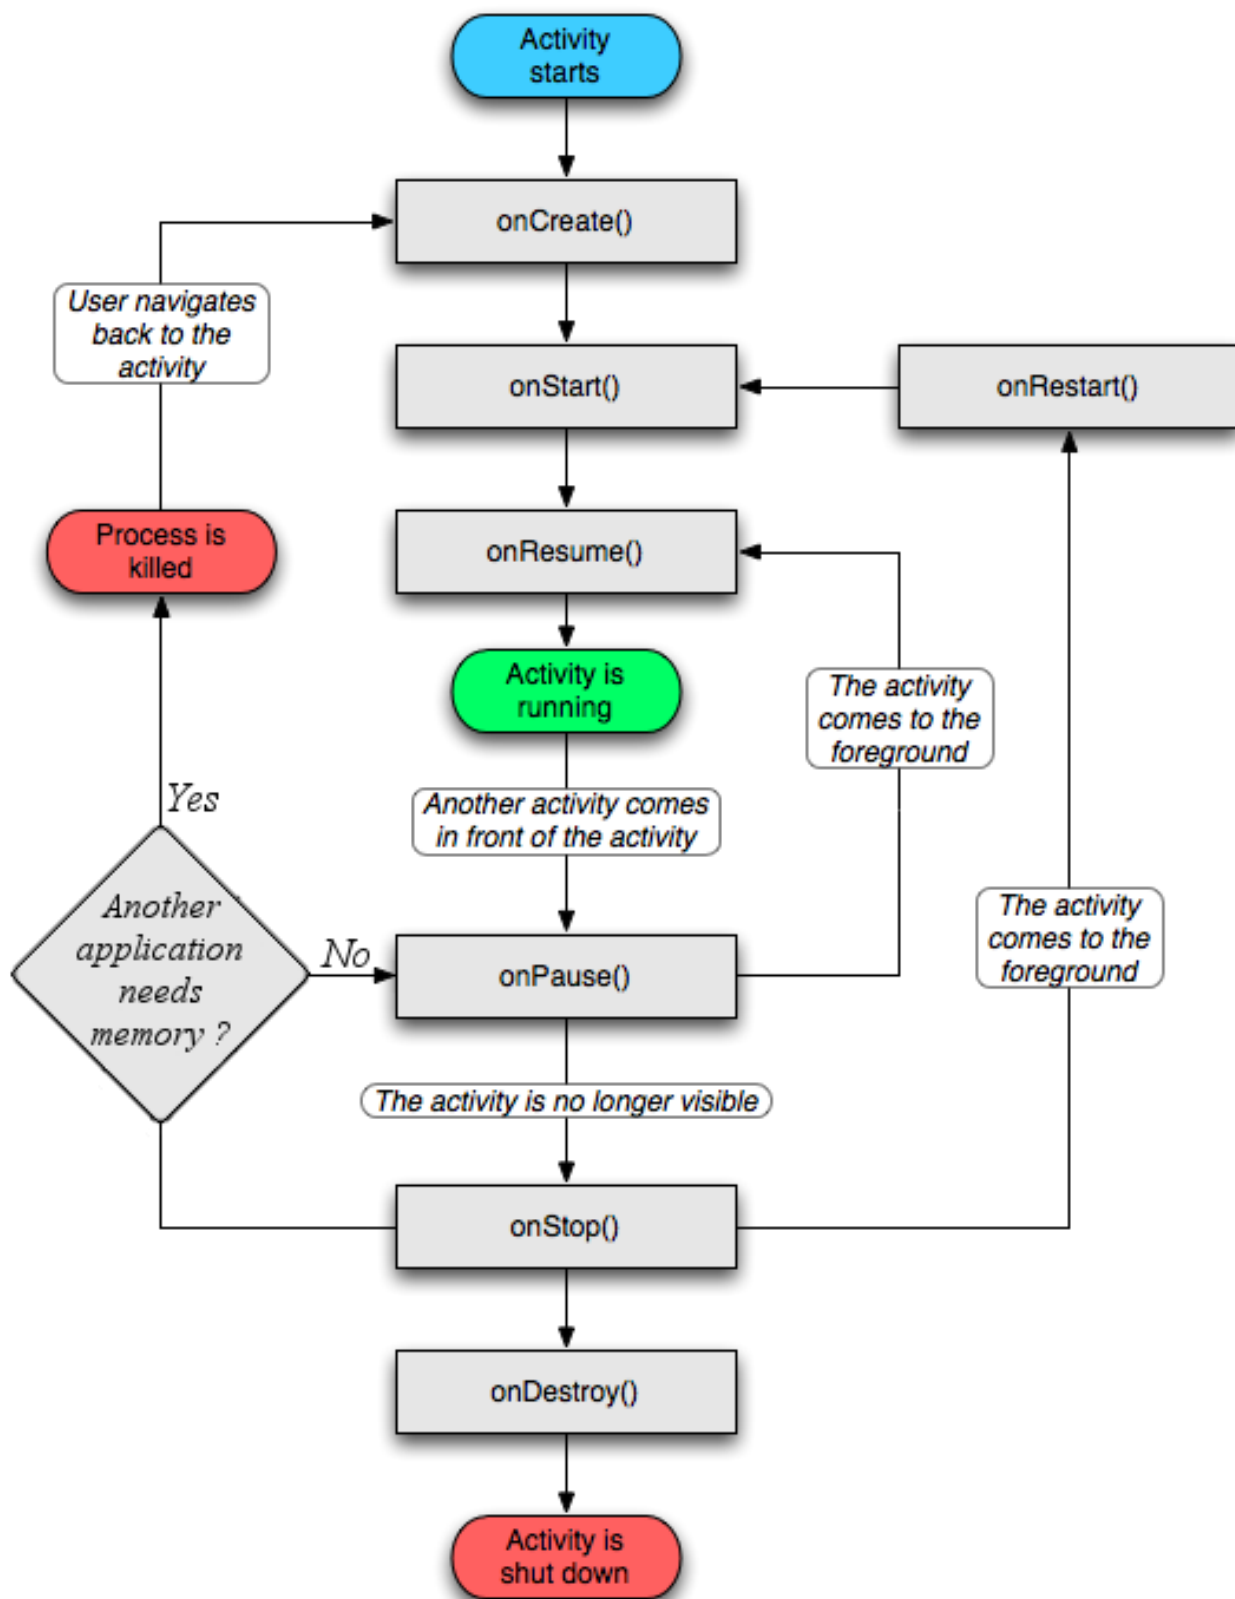 Activity
starts
onCreate()
User navigates
back to the
activity
onStart()
onRestart()
Process is
killed
onResume()
Activity is
running
The activity
comes to the
foreground
Yes
Another activity comes
in front of the activity
Another
application
needs
memory ?
No
onPause()
The activity
comes to the
foreground
The activity is no longer visible
onStop()
onDestroy()
Activity is
shut down